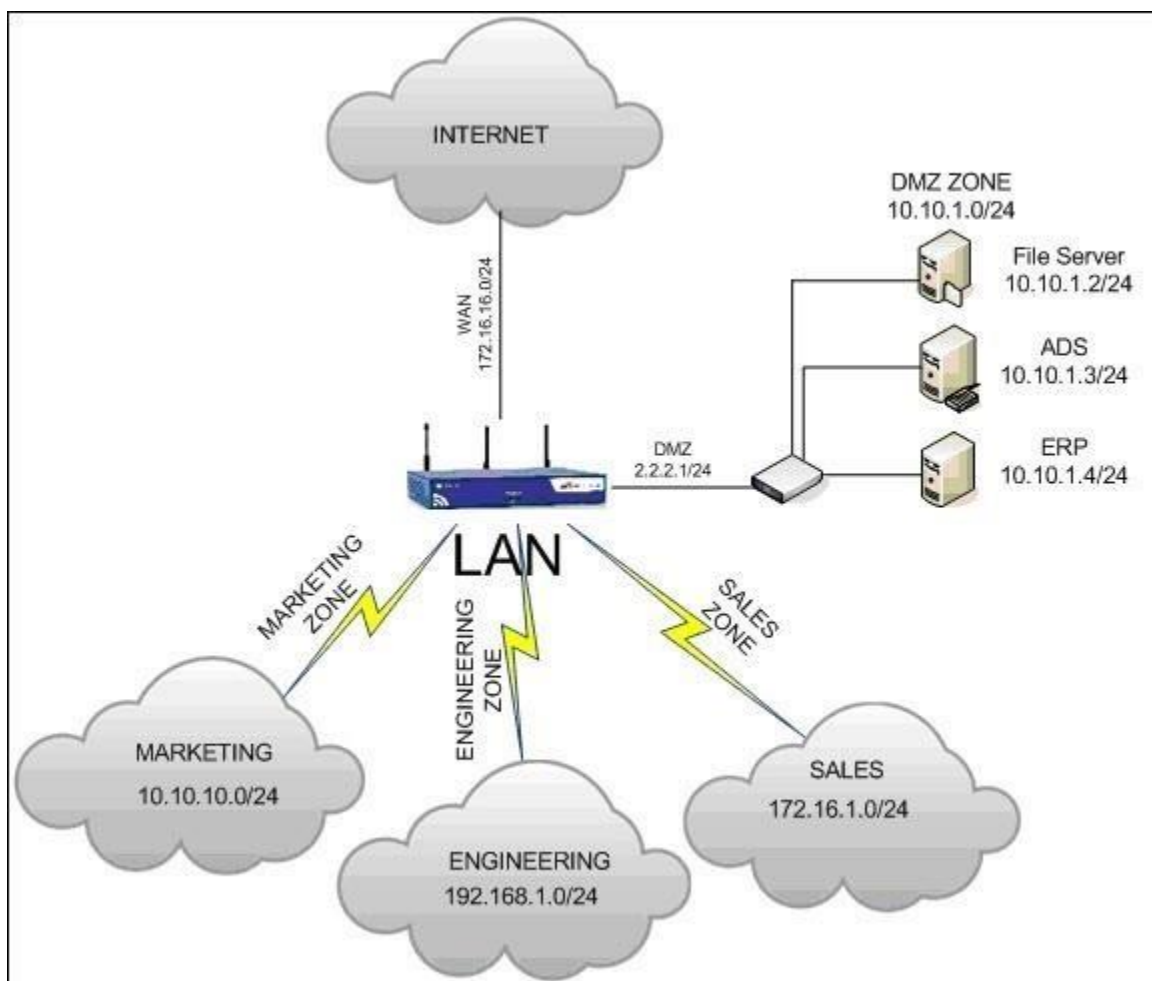 INTERNET
WAN
172.16.16.0/24
DMZ ZONE
10.10.1.0/24
File Server
10.10.1.2/24
ADS
10.10.1.3/24
ERP
10.10.1.4/24
DMZ
2.2.2.1/24
LAN
MARKETING
ZONE
ENGINEERING
ZONE
SALES
ZONE
MARKETING
10.10.10.0/24
ENGINEERING
192.168.1.0/24
SALES
172.16.1.0/24